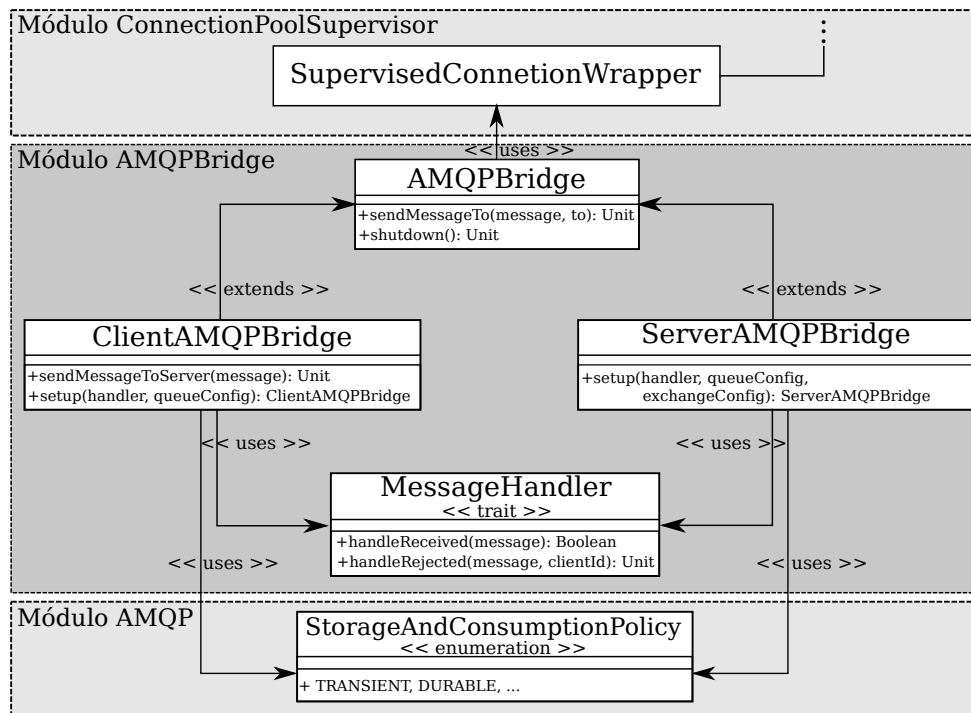 Módulo ConnectionPoolSupervisor
SupervisedConnetionWrapper
<< uses >>
Módulo AMQPBridge
AMQPBridge
+sendMessageTo(message, to): Unit
+shutdown(): Unit
<< extends >>
<< extends >>
ClientAMQPBridge
+sendMessageToServer(message): Unit
+setup(handler, queueConfig): ClientAMQPBridge
ServerAMQPBridge
+setup(handler, queueConfig,
exchangeConfig): ServerAMQPBridge
<< uses >>
<< uses >>
MessageHandler
<< trait >>
+handleReceived(message): Boolean
+handleRejected(message, clientId): Unit
<< uses >>
<< uses >>
Módulo AMQP
StorageAndConsumptionPolicy
<< enumeration >>
+ TRANSIENT, DURABLE, ...